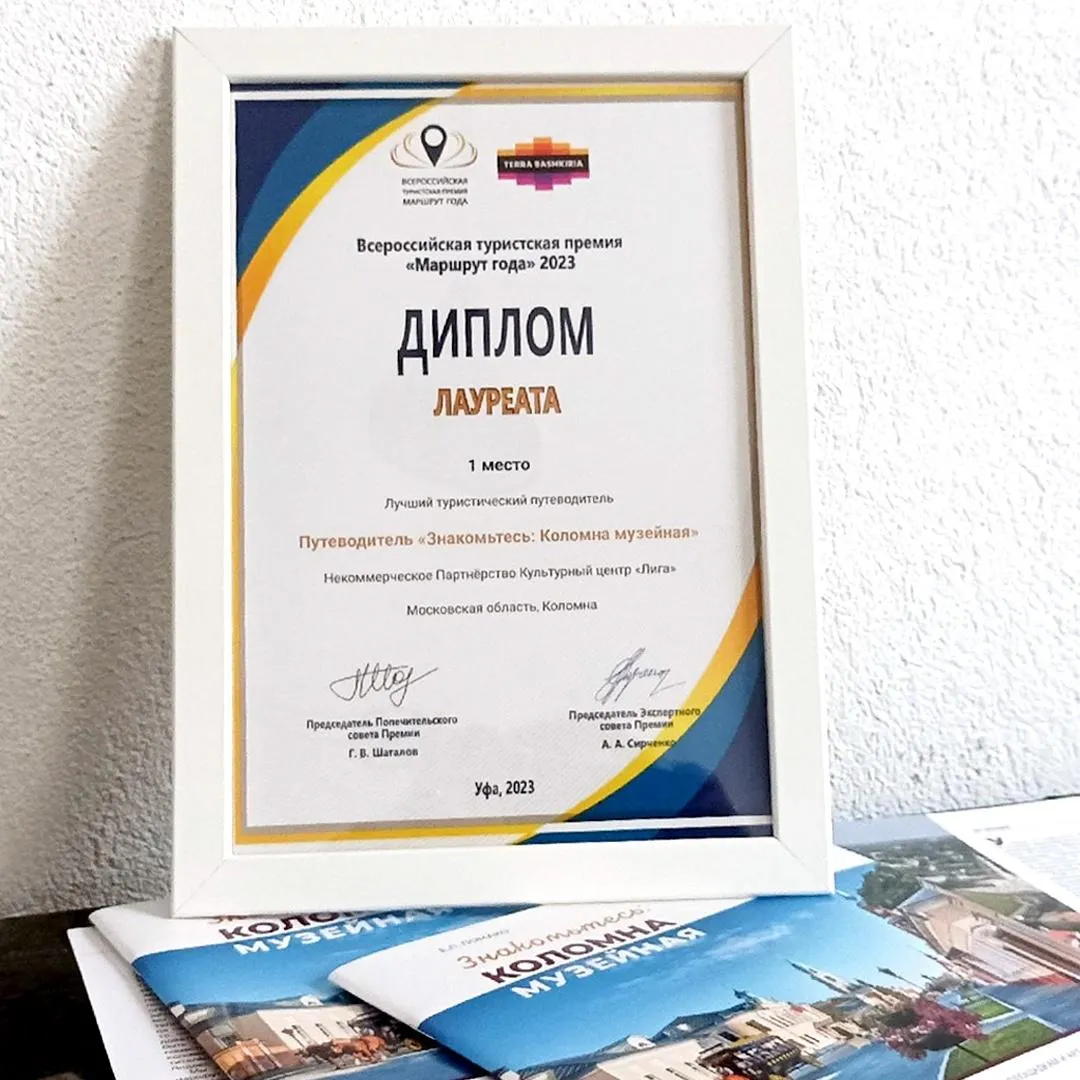 ВСЕРОССИЙСКАЯ
ТУРИСТСКАЯ ПРЕМИЯ
МАРШРУТ ГОДА
TERRA BASHKIRIA
Всероссийская туристская премия
«Маршрут года» 2023
ДИПЛОМ
ЛАУРЕАТА
1 место
Лучший туристический путеводитель
Путеводитель «Знакомьтесь: Коломна музейная»
Некоммерческое Партнёрство Культурный центр «Лига»
Московская область, Коломна
Председатель Попечительского
совета Премии
Г. В. Шаталов
Председатель Экспертного
совета Премии
А. А. Сирченко
Уфа, 2023
МУЗЕЙНАЯ
Знакомьтесь:
КОЛОМНА
МУЗЕЙНАЯ